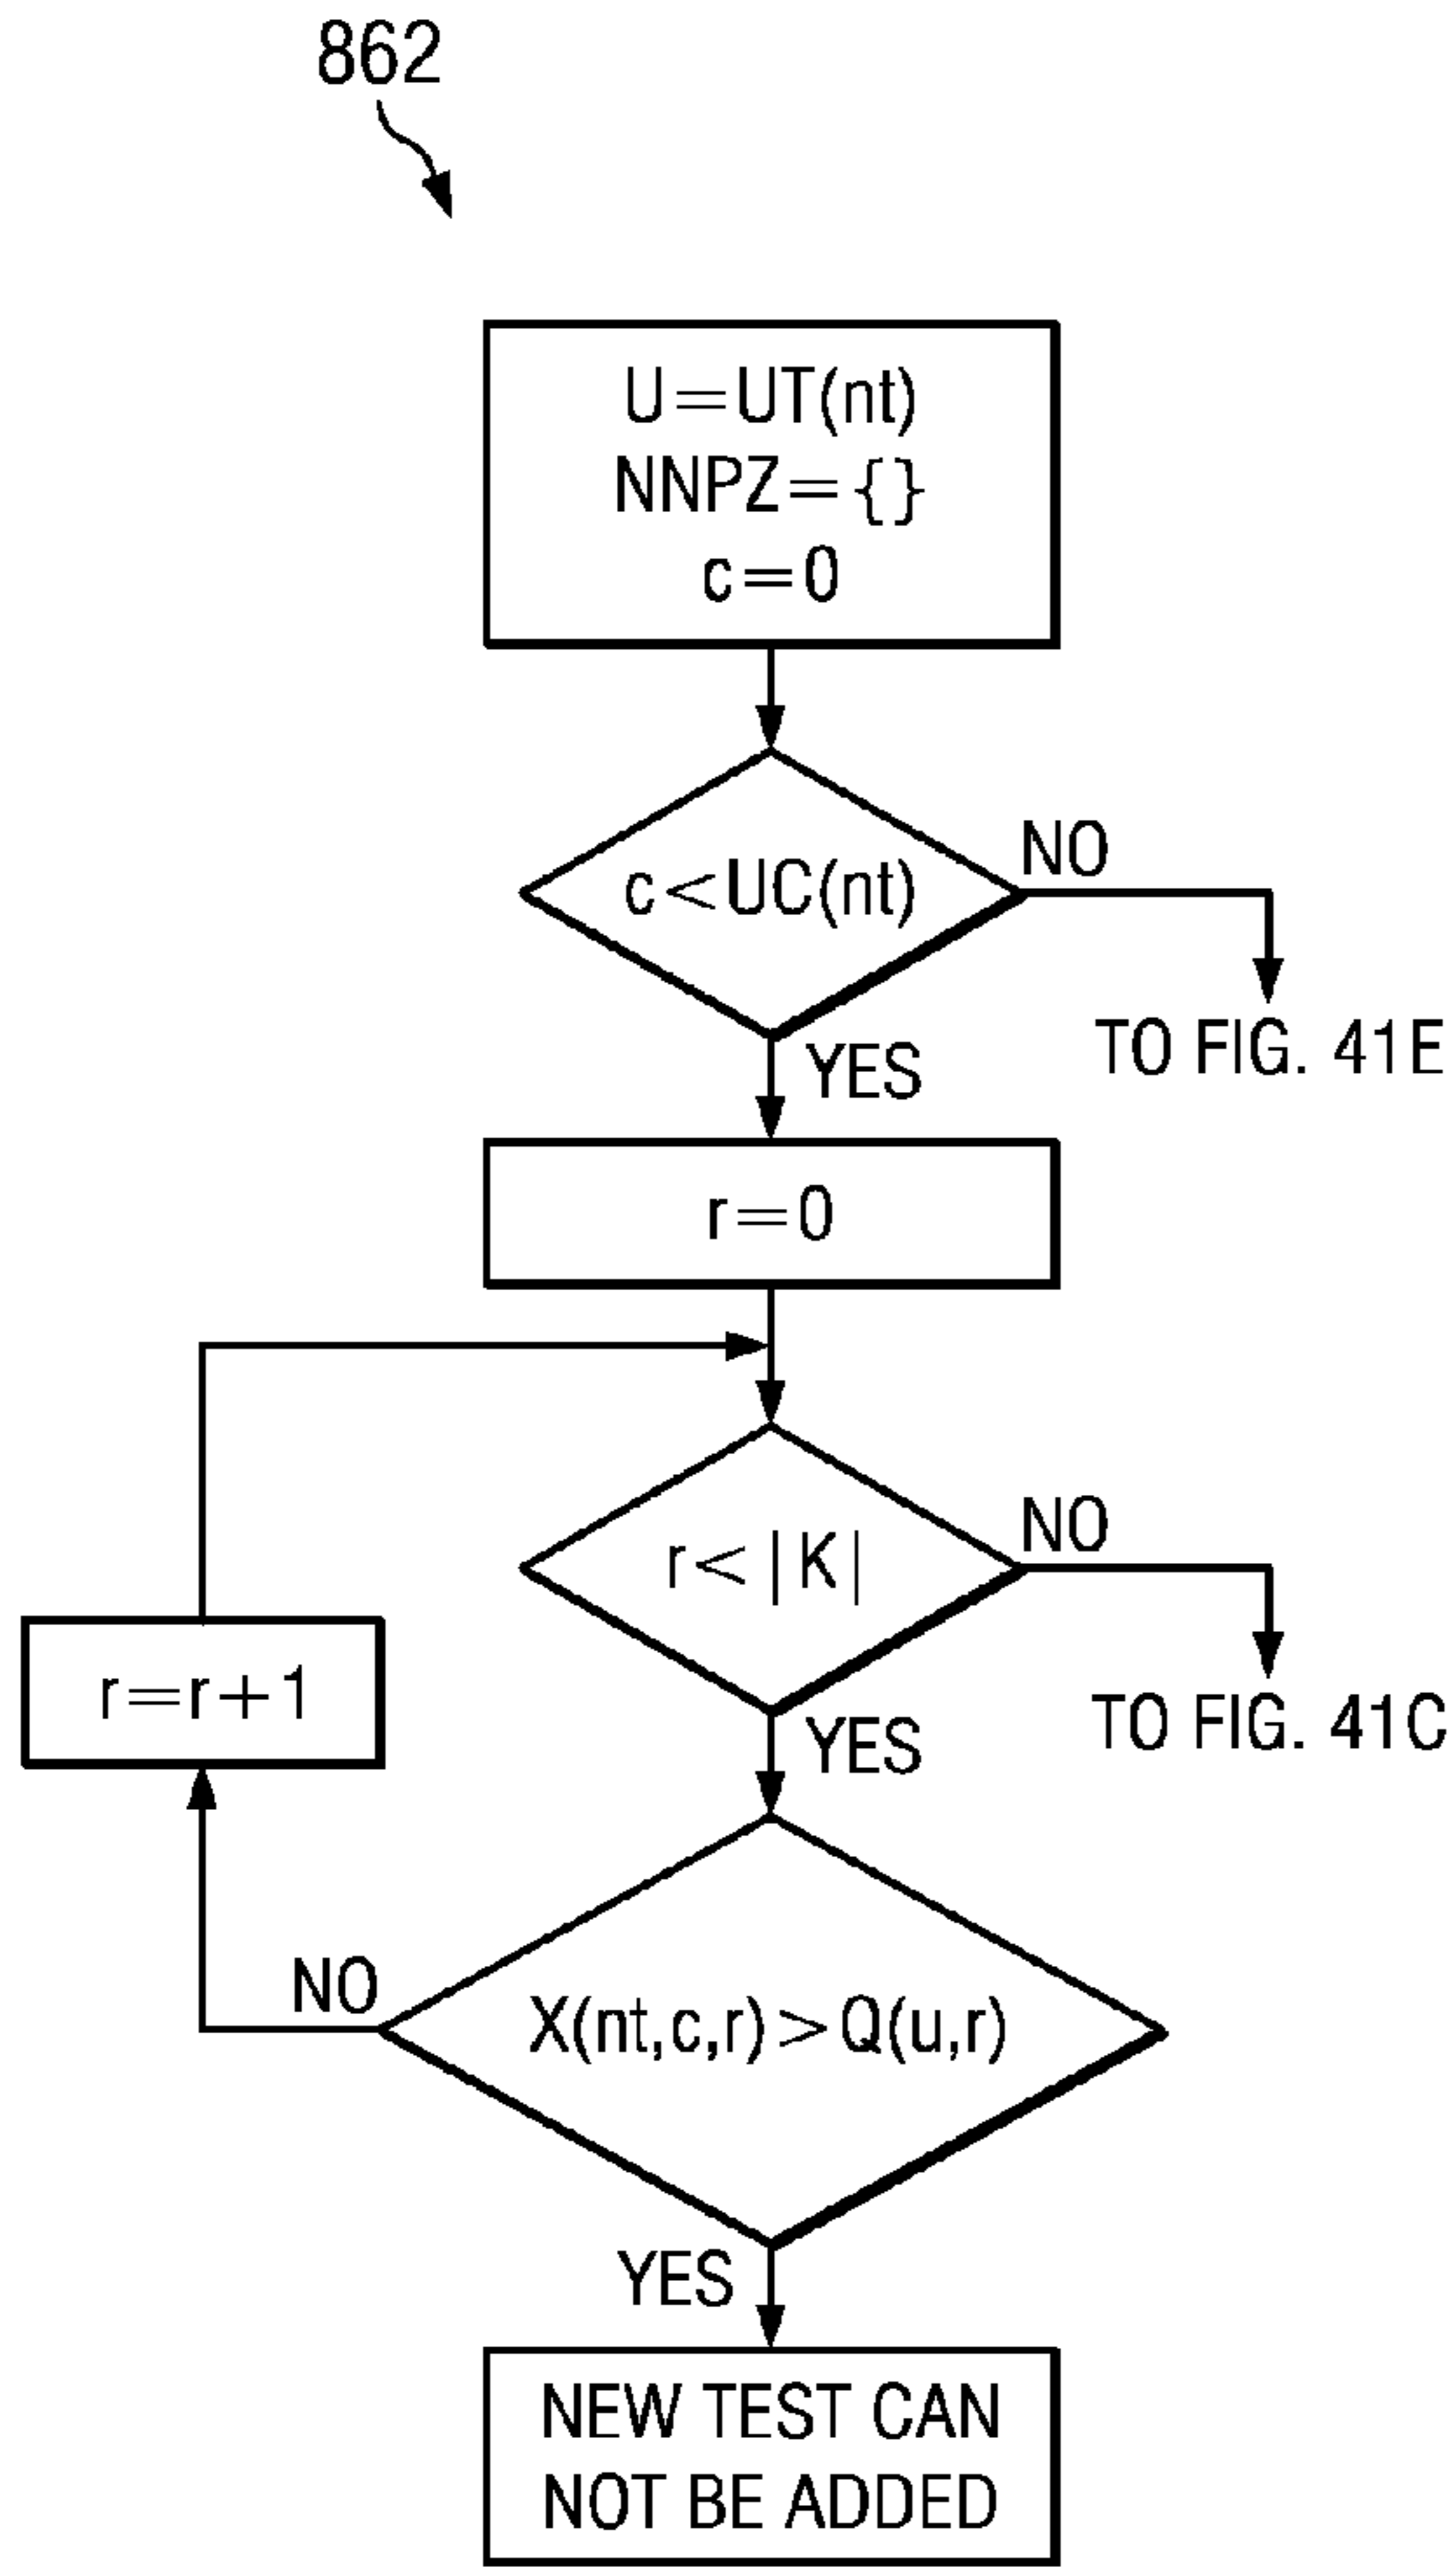 862
U=UT(nt)
NNPZ={}
c=0
c<UC(nt)
NO
TO FIG. 41E
YES
r=0
r<|K|
NO
TO FIG. 41C
r=r+1
YES
NO
X(nt,c,r)>Q(u,r)
YES
NEW TEST CAN
NOT BE ADDED